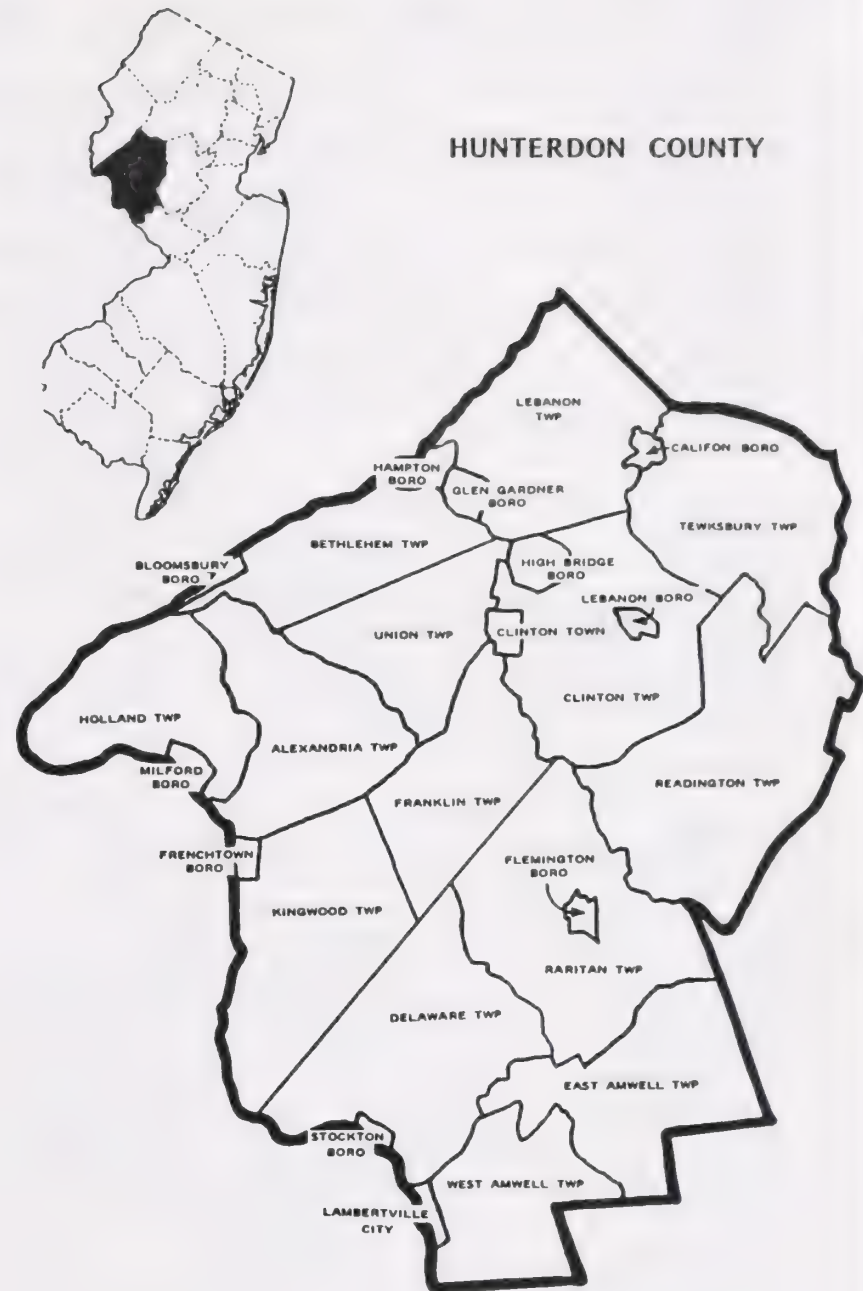 HUNTERDON COUNTY
LEBANON
TWP
CALIFON BORO
HAMPTON
BORO
GLEN GARDNER
BORO
TEWKSBURY TWP
BETHLEHEM TWP
BLOOMSBURY
BORO
HIGH BRIDGE
BORO
LEBANON BORO
UNION TWP
CLINTON TOWN
CLINTON TWP
HOLLAND TWP
ALEXANDRIA TWP
MILFORD
BORO
READINGTON TWP
FRANKLIN TWP
FRENCHTOWN
BORO
FLEMINGTON
BORO
KINGWOOD TWP
RARITAN TWP
DELAWARE TWP
EAST AMWELL TWP
STOCKTON
BORO
WEST AMWELL TWP
LAMBERTVILLE
CITY